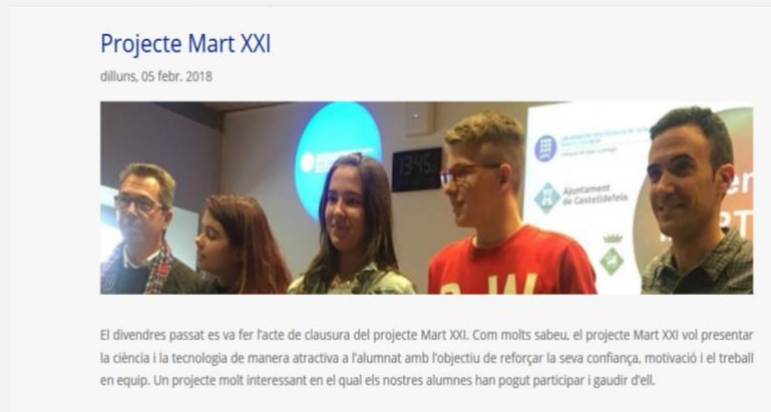 Projecte Mart XXI
dilluns, 05 febr. 2018
13:45
Ajuntament
de Castelldefels
El divendres passat es va fer l'acte de clausura del projecte Mart XXI. Com molts sabeu, el projecte Mart XXI vol presentar
la ciència i la tecnologia de manera atractiva a l'alumnat amb l'objectiu de reforçar la seva confiança, motivació i el treball
en equip. Un projecte molt interessant en el qual els nostres alumnes han pogut participar i gaudir d'ell.